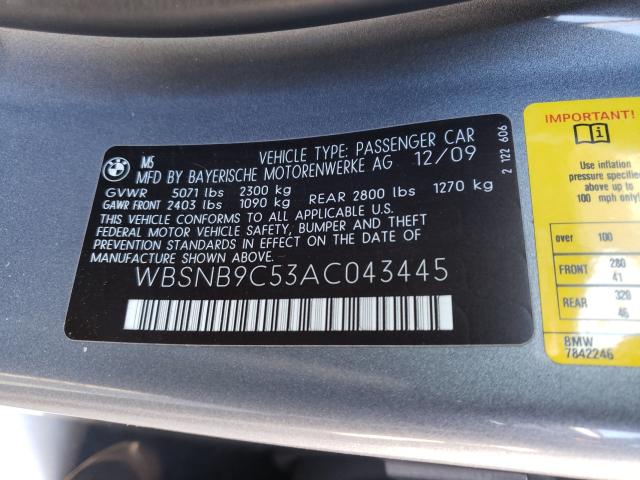 BMW
M5 VEHICLE TYPE: PASSENGER CAR
MFD BY BAYERISCHE MOTORENWERKE AG 12/09
GVWR 5071 lbs 2300 kg
GAWR FRONT 2403 lbs 1090 kg REAR 2800 lbs 1270 kg
THIS VEHICLE CONFORMS TO ALL APPLICABLE U.S.
FEDERAL MOTOR VEHICLE SAFETY, BUMPER AND THEFT
PREVENTION STANDARDS IN EFFECT ON THE DATE
OF MANUFACTURE SHOWN ABOVE.
WBSNB9C53AC043445
2 122 606
IMPORTANT!
Use inflation
pressure specified
above up to
100 mph only!
over 100
FRONT 280
41
REAR 320
46
BMW
7842246